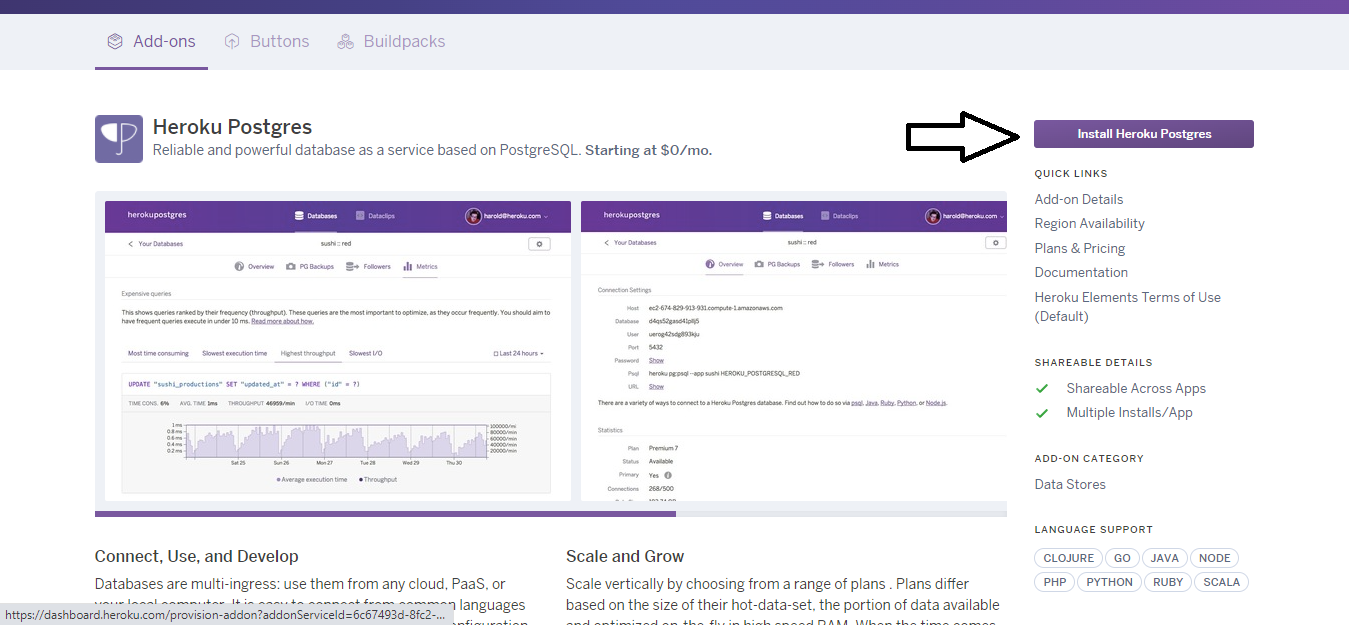 Add-ons
Buttons
Buildpacks
Heroku Postgres
Reliable and powerful database as a service based on PostgreSQL. Starting at $0/mo.
Install Heroku Postgres
QUICK LINKS
Add-on Details
Region Availability
Plans & Pricing
Documentation
Heroku Elements Terms of Use
(Default)
SHAREABLE DETAILS
Shareable Across Apps
Multiple Installs/App
ADD-ON CATEGORY
Data Stores
LANGUAGE SUPPORT
CLOJURE GO JAVA NODE
PHP PYTHON RUBY SCALA
herokupostgres
Databases
Dataclips
harold@heroku.com
Your Databases
sushi :: red
Overview
PG Backups
Followers
Metrics
Expensive queries
This shows queries ranked by their frequency (throughput). These queries are the most important to optimize, as they occur frequently. You should aim to
have frequent queries execute in under 10 ms. Read more about how.
Most time consuming
Slowest execution time
Highest throughput
Slowest I/O
Last 24 hours
UPDATE "sushi_productions" SET "updated_at" = ? WHERE ("id" = ?)
TIME CONS. 6% AVG. TIME 1ms THROUGHPUT 46959/min I/O TIME 0ms
1 ms
0.8 ms
0.6 ms
0.4 ms
0.2 ms
100000/mi
80000/min
60000/min
40000/min
20000/min
Sat 25 Sun 26 Mon 27 Tue 28 Wed 29 Thu 30
Average execution time
Throughput
herokupostgres
Databases
Dataclips
harold@heroku.com
Your Databases
sushi :: red
Overview
PG Backups
Followers
Metrics
Connection Settings
Host ec2-674-829-913-931.compute-1.amazonaws.com
Database
User uerog42sdg893kju
Port 5432
Password Show
Psql heroku pg:psql --app sushi HEROKU_POSTGRESQL_RED
URL Show
There are a variety of ways to connect to a Heroku Postgres database. Find out how to do so via psql, Java, Ruby, Python, or Node.js.
Statistics
Plan Premium 7
Status Available
Primary Yes
Connections 268/500
Connect, Use, and Develop
Databases are multi-ingress: use them from any cloud, PaaS, or
your local computer. It is easy to connect from common languages
configuration
Scale and Grow
Scale vertically by choosing from a range of plans . Plans differ
based on the size of their hot-data-set, the portion of data available
and optimized on-the-fly in high speed RAM. When the time comes
https://dashboard.heroku.com/provision-addon?addonServiceId=6c67493d-8fc2-...